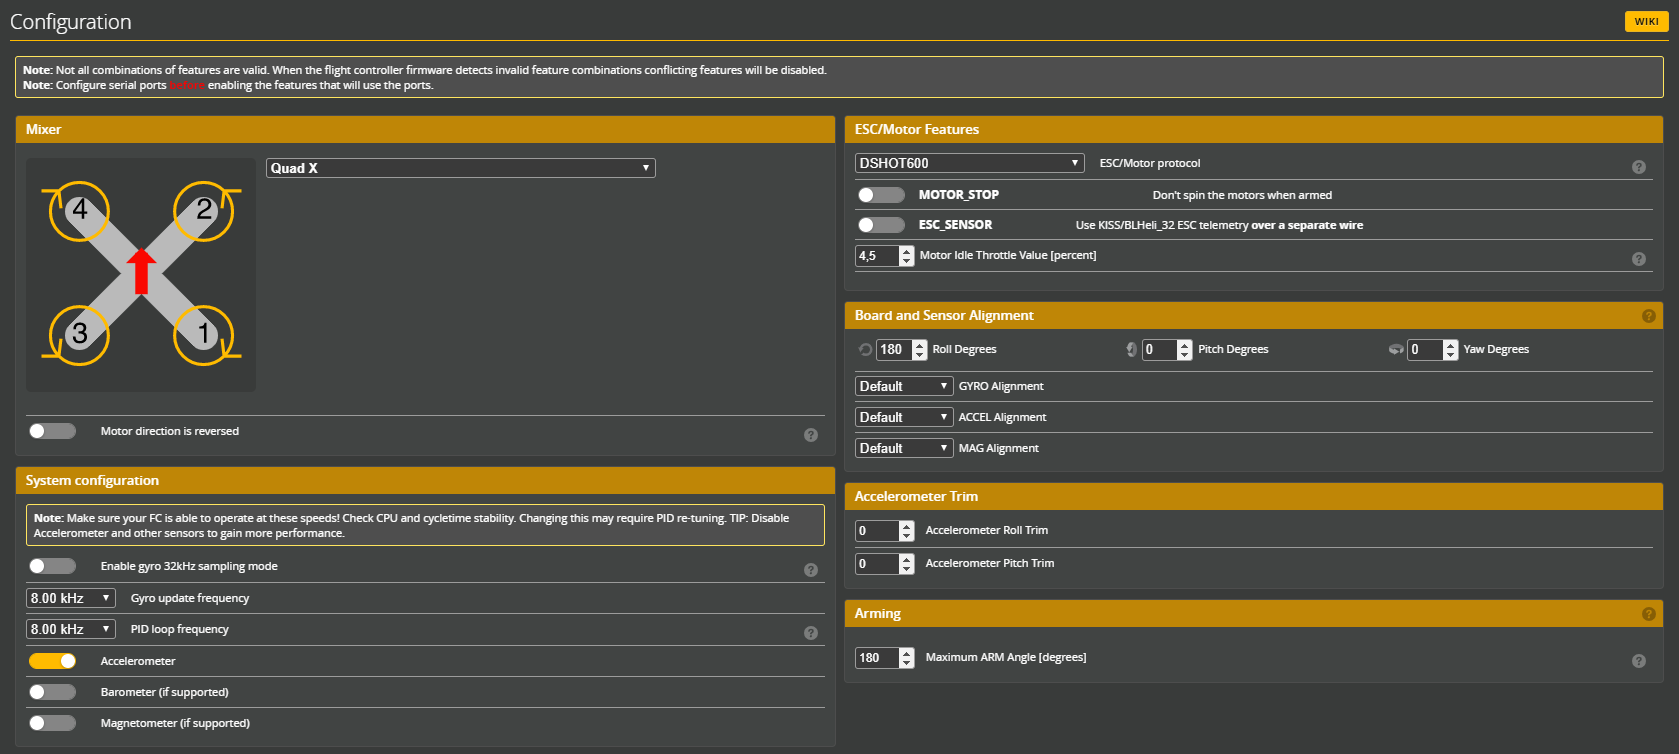 Configuration
WIKI
Note: Not all combinations of features are valid. When the flight controller firmware detects invalid feature combinations conflicting features will be disabled.
Note: Configure serial ports before enabling the features that will use the ports.
Mixer
Quad X
4
2
3
1
Motor direction is reversed
?
System configuration
Note: Make sure your FC is able to operate at these speeds! Check CPU and cycletime stability. Changing this may require PID re-tuning. TIP: Disable
Accelerometer and other sensors to gain more performance.
Enable gyro 32kHz sampling mode
?
8.00 kHz Gyro update frequency
8.00 kHz PID loop frequency
?
Accelerometer
Barometer (if supported)
Magnetometer (if supported)
ESC/Motor Features
DSHOT600 ESC/Motor protocol
?
MOTOR_STOP Don't spin the motors when armed
ESC_SENSOR Use KISS/BLHeli_32 ESC telemetry over a separate wire
4,5 Motor Idle Throttle Value [percent]
?
Board and Sensor Alignment
?
180 Roll Degrees 0 Pitch Degrees 0 Yaw Degrees
Default GYRO Alignment
Default ACCEL Alignment
Default MAG Alignment
Accelerometer Trim
0 Accelerometer Roll Trim
0 Accelerometer Pitch Trim
Arming
?
180 Maximum ARM Angle [degrees]
?